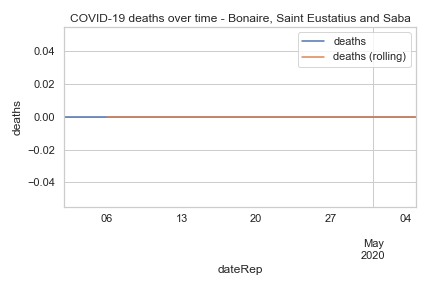 COVID-19 deaths over time - Bonaire, Saint Eustatius and Saba
deaths
deaths (rolling)
deaths
0.04
0.02
0.00
−0.02
−0.04
06 13 20 27 04
May
2020
dateRep